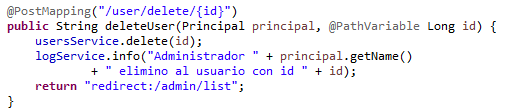 @PostMapping("/user/delete/{id}")
public String deleteUser(Principal principal, @PathVariable Long id) {
usersService.delete(id);
logService.info("Administrador " + principal.getName()
+ " elimino al usuario con id " + id);
return "redirect:/admin/list";
}